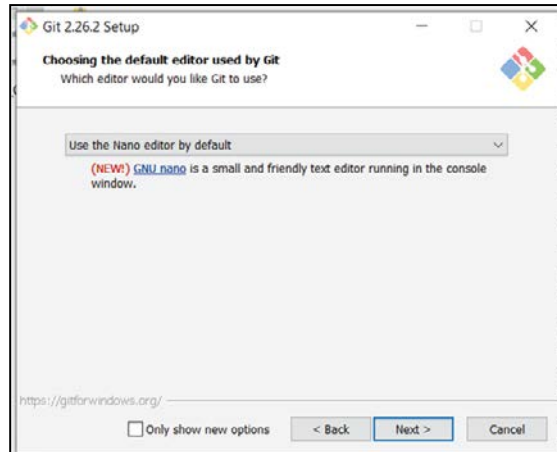 Git 2.26.2 Setup
Choosing the default editor used by Git
Which editor would you like Git to use?
Use the Nano editor by default
(NEW!) GNU nano is a small and friendly text editor running in the console
window.
https://gitforwindows.org/
Only show new options
< Back
Next >
Cancel